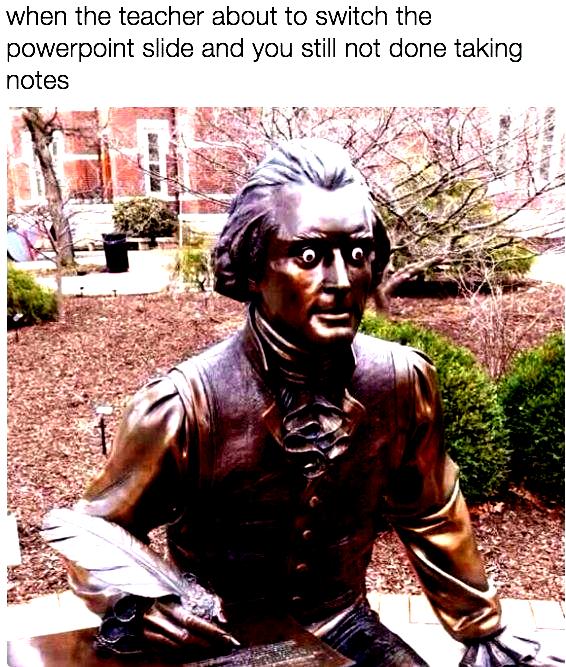 when the teacher about to switch the
powerpoint slide and you still not done taking
notes